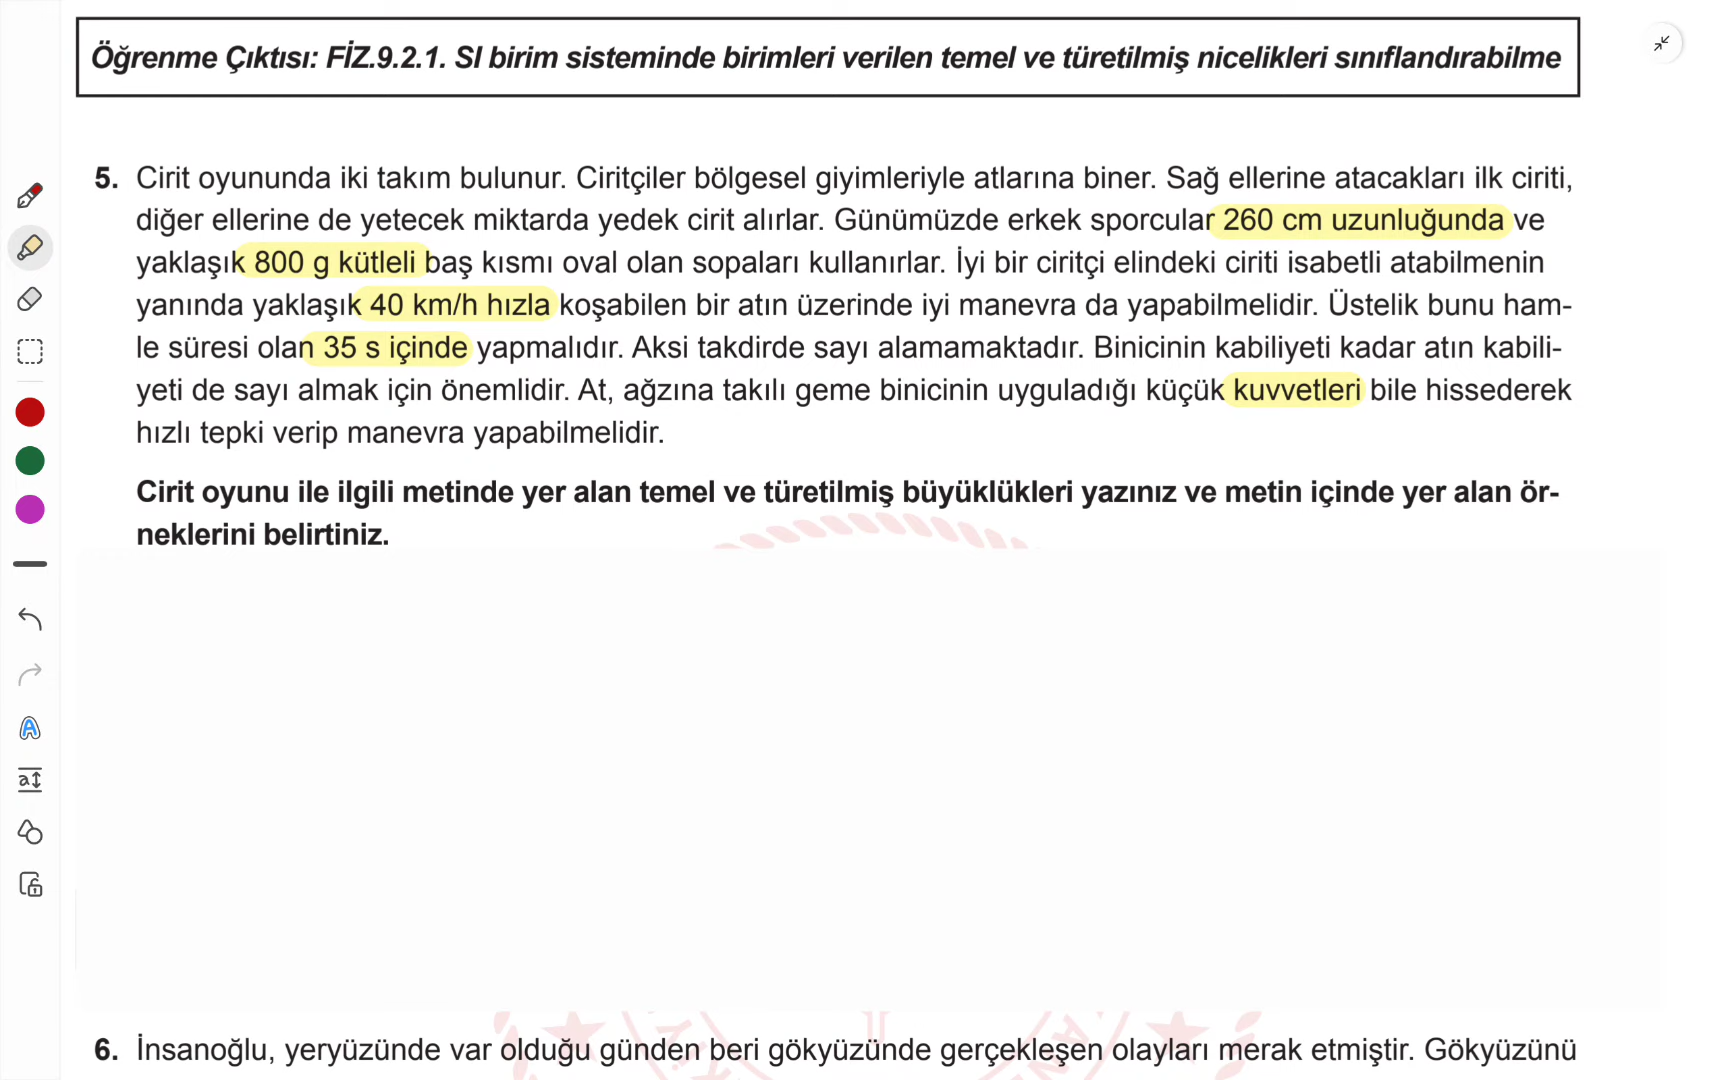 Öğrenme Çıktısı: FİZ.9.2.1. SI birim sisteminde birimleri verilen temel ve türetilmiş nicelikleri sınıflandırabilme
5. Cirit oyununda iki takım bulunur. Ciritçiler bölgesel giyimleriyle atlarına biner. Sağ ellerine atacakları ilk ciriti,
diğer ellerine de yetecek miktarda yedek cirit alırlar. Günümüzde erkek sporcular 260 cm uzunluğunda ve
yaklaşık 800 g kütleli baş kısmı oval olan sopaları kullanırlar. İyi bir ciritçi elindeki ciriti isabetli atabilmenin
yanında yaklaşık 40 km/h hızla koşabilen bir atın üzerinde iyi manevra da yapabilmelidir. Üstelik bunu ham-
le süresi olan 35 s içinde yapmalıdır. Aksi takdirde sayı alamamaktadır. Binicinin kabiliyeti kadar atın kabili-
yeti de sayı almak için önemlidir. At, ağzına takılı geme binicinin uyguladığı küçük kuvvetleri bile hissederek
hızlı tepki verip manevra yapabilmelidir.
Cirit oyunu ile ilgili metinde yer alan temel ve türetilmiş büyüklükleri yazınız ve metin içinde yer alan ör-
neklerini belirtiniz.
6. İnsanoğlu, yeryüzünde var olduğu günden beri gökyüzünde gerçekleşen olayları merak etmiştir. Gökyüzünü